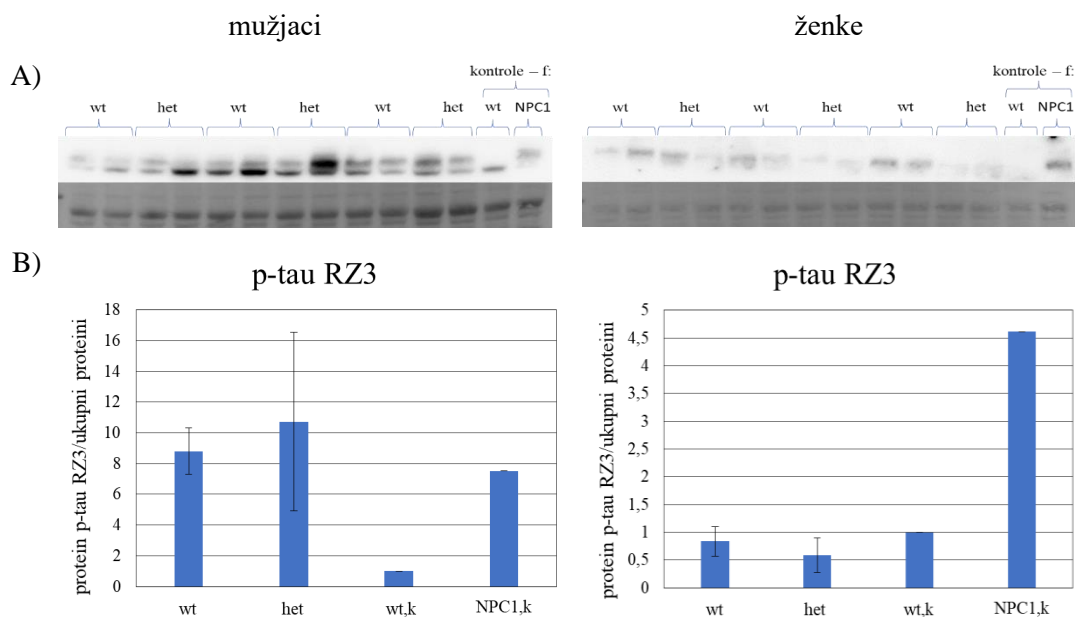 mužjaci
ženke
A)
kontrole – f:
wt het wt het wt het wt NPC1
kontrole – f:
wt het wt het wt het wt NPC1
B)
p-tau RZ3
protein p-tau RZ3/ukupni proteini
18
16
14
12
10
8
6
4
2
0
wt het wt,k NPC1,k
p-tau RZ3
protein p-tau RZ3/ukupni proteini
5
4,5
4
3,5
3
2,5
2
1,5
1
0,5
0
wt het wt,k NPC1,k